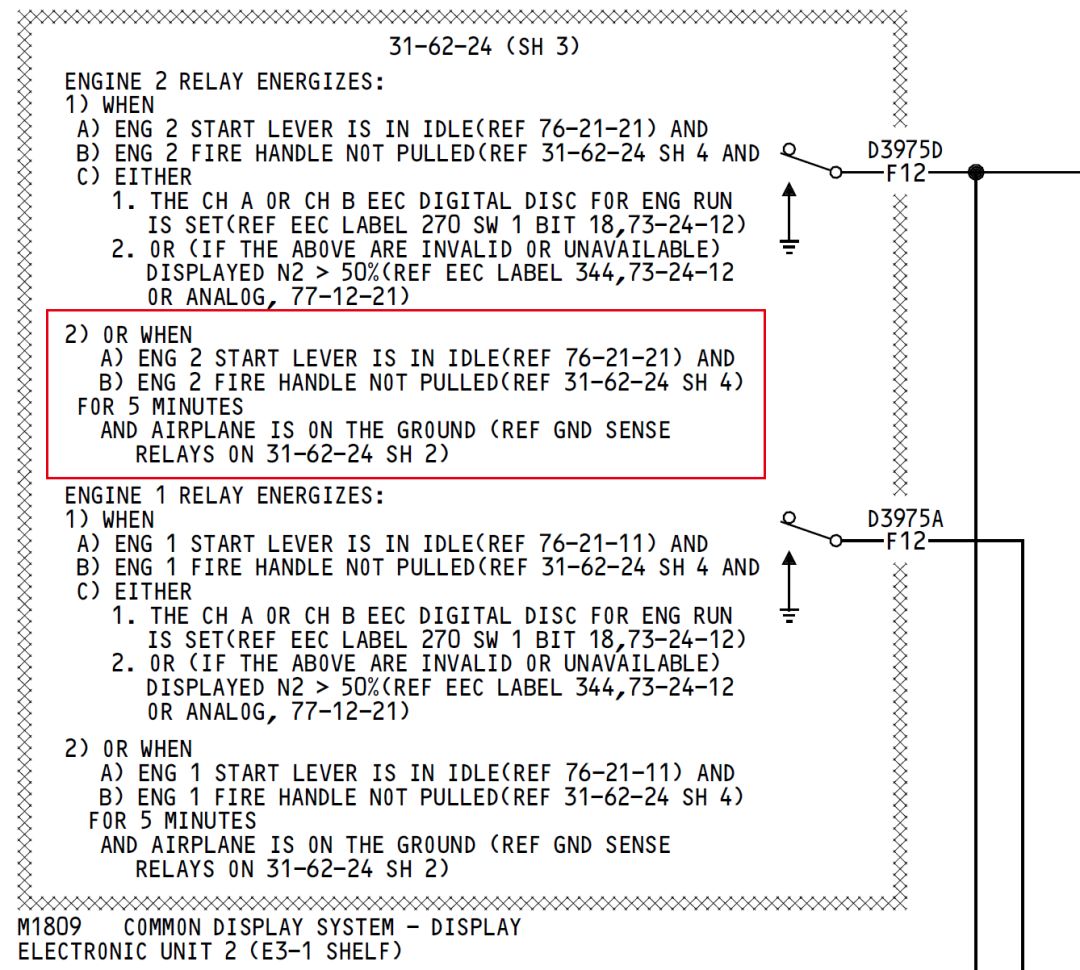 31-62-24 (SH 3)
ENGINE 2 RELAY ENERGIZES:
1) WHEN
A) ENG 2 START LEVER IS IN IDLE(REF 76-21-21) AND
B) ENG 2 FIRE HANDLE NOT PULLED(REF 31-62-24 SH 4 AND
C) EITHER
1. THE CH A OR CH B EEC DIGITAL DISC FOR ENG RUN
IS SET(REF EEC LABEL 270 SW 1 BIT 18,73-24-12)
2. OR (IF THE ABOVE ARE INVALID OR UNAVAILABLE)
DISPLAYED N2 > 50%(REF EEC LABEL 344,73-24-12
OR ANALOG, 77-12-21)
2) OR WHEN
A) ENG 2 START LEVER IS IN IDLE(REF 76-21-21) AND
B) ENG 2 FIRE HANDLE NOT PULLED(REF 31-62-24 SH 4)
FOR 5 MINUTES
AND AIRPLANE IS ON THE GROUND (REF GND SENSE
RELAYS ON 31-62-24 SH 2)
D3975D
F12
ENGINE 1 RELAY ENERGIZES:
1) WHEN
A) ENG 1 START LEVER IS IN IDLE(REF 76-21-11) AND
B) ENG 1 FIRE HANDLE NOT PULLED(REF 31-62-24 SH 4 AND
C) EITHER
1. THE CH A OR CH B EEC DIGITAL DISC FOR ENG RUN
IS SET(REF EEC LABEL 270 SW 1 BIT 18,73-24-12)
2. OR (IF THE ABOVE ARE INVALID OR UNAVAILABLE)
DISPLAYED N2 > 50%(REF EEC LABEL 344,73-24-12
OR ANALOG, 77-12-21)
2) OR WHEN
A) ENG 1 START LEVER IS IN IDLE(REF 76-21-11) AND
B) ENG 1 FIRE HANDLE NOT PULLED(REF 31-62-24 SH 4)
FOR 5 MINUTES
AND AIRPLANE IS ON THE GROUND (REF GND SENSE
RELAYS ON 31-62-24 SH 2)
D3975A
F12
M1809 COMMON DISPLAY SYSTEM - DISPLAY
ELECTRONIC UNIT 2 (E3-1 SHELF)